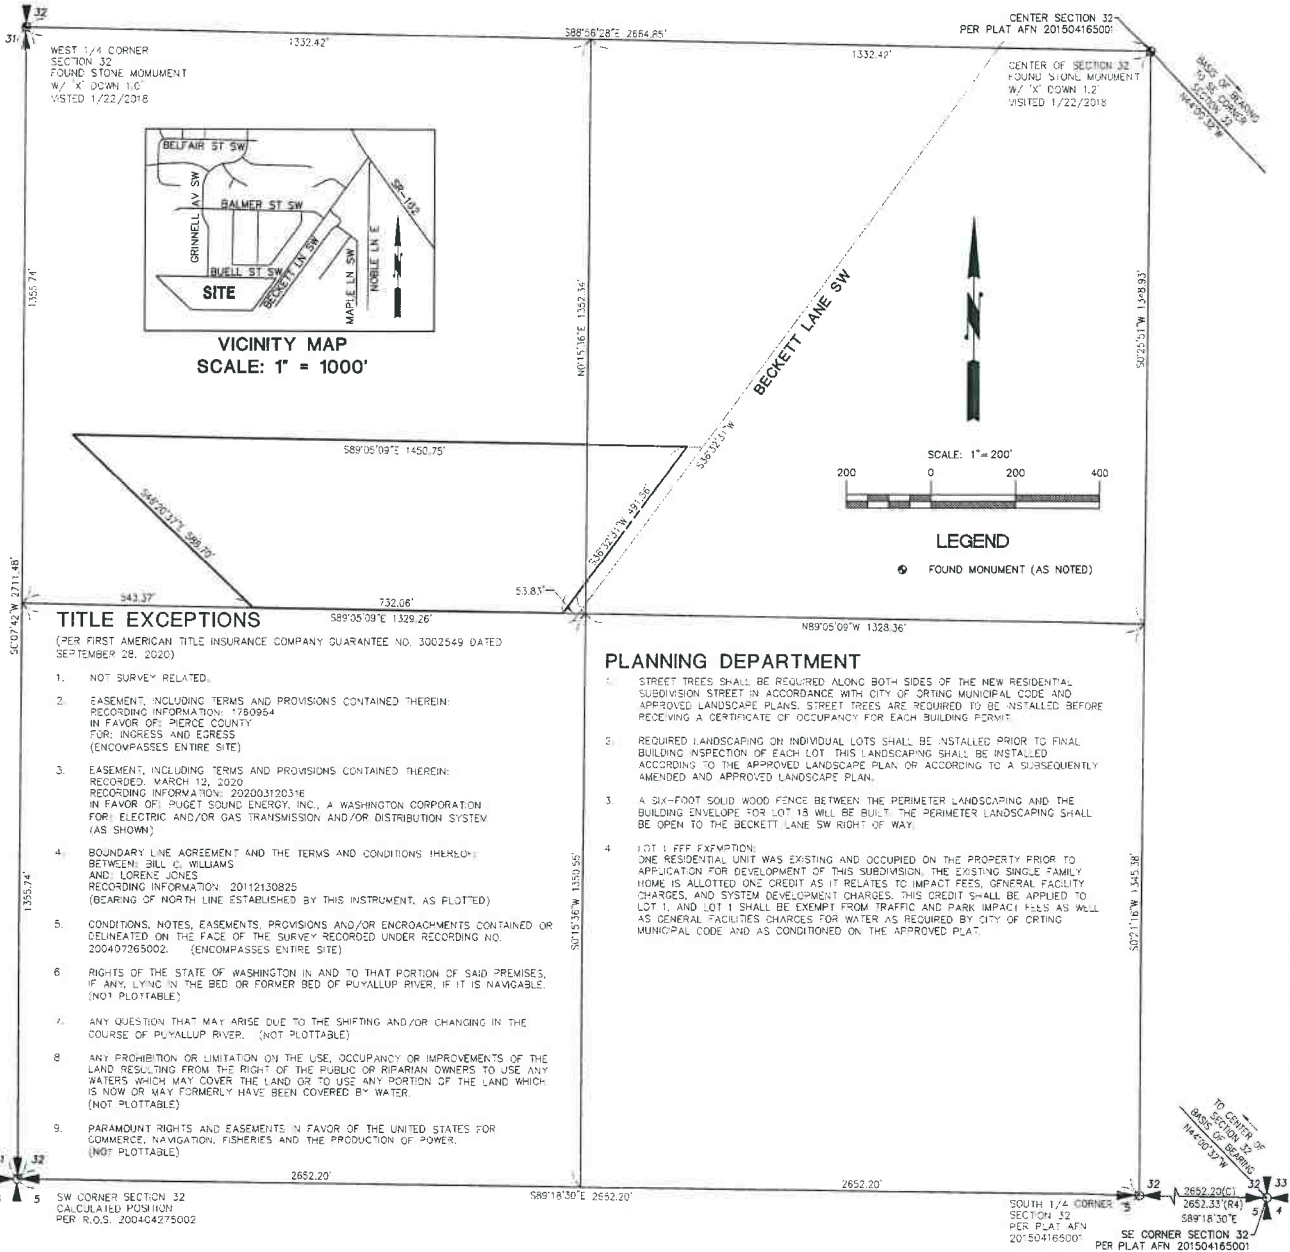 32
31
WEST 1/4 CORNER
SECTION 32
FOUND STONE MOMUMENT
W/ "X" DOWN 1.0'
VISTED 1/22/2018
1332.42'
S88°56'28"E 2664.85'
1332.42'
CENTER SECTION 32
PER PLAT AFN 201504165001
CENTER OF SECTION 32
FOUND STONE MONUMENT
W/ "X" DOWN 1.2'
VISITED 1/22/2018
BASIS OF BEARING
TO SE CORNER
SECTION 32
N44°00'32"W
BELFAIR ST SW
GRINNELL AV SW
BALMER ST SW
SR-162
BUELL ST SW
BECKETT LN SW
MAPLE LN SW
NOBLE LN E
SITE
VICINITY MAP
SCALE: 1" = 1000'
1355.74'
N0°15'36"E 1352.34'
BECKETT LANE SW
S0°25'51"W 1348.93'
SCALE: 1"=200'
200 0 200 400
LEGEND
FOUND MONUMENT (AS NOTED)
S89°05'09"E 1450.75'
S36°32'31"W
S48°20'37"E 588.70'
S36°32'31"W 491.56'
53.83'
S0°07'42"W 2711.48'
543.37'
732.06'
S89°05'09"E 1329.26'
N89°05'09"W 1328.36'
TITLE EXCEPTIONS
(PER FIRST AMERICAN TITLE INSURANCE COMPANY GUARANTEE NO. 3002549 DATED
SEPTEMBER 28, 2020)
1. NOT SURVEY RELATED.
2. EASEMENT, INCLUDING TERMS AND PROVISIONS CONTAINED THEREIN:
RECORDING INFORMATION: 1760954
IN FAVOR OF: PIERCE COUNTY
FOR: INGRESS AND EGRESS
(ENCOMPASSES ENTIRE SITE)
3. EASEMENT, INCLUDING TERMS AND PROVISIONS CONTAINED THEREIN:
RECORDED: MARCH 12, 2020
RECORDING INFORMATION: 202003120316
IN FAVOR OF: PUGET SOUND ENERGY, INC., A WASHINGTON CORPORATION
FOR: ELECTRIC AND/OR GAS TRANSMISSION AND/OR DISTRIBUTION SYSTEM
(AS SHOWN)
4. BOUNDARY LINE AGREEMENT AND THE TERMS AND CONDITIONS THEREOF:
BETWEEN: BILL C. WILLIAMS
AND: LORENE JONES
RECORDING INFORMATION: 20112130825
(BEARING OF NORTH LINE ESTABLISHED BY THIS INSTRUMENT, AS PLOTTED)
5. CONDITIONS, NOTES, EASEMENTS, PROVISIONS AND/OR ENCROACHMENTS CONTAINED OR
DELINEATED ON THE FACE OF THE SURVEY RECORDED UNDER RECORDING NO.
200407265002. (ENCOMPASSES ENTIRE SITE)
6 RIGHTS OF THE STATE OF WASHINGTON IN AND TO THAT PORTION OF SAID PREMISES,
IF ANY, LYING IN THE BED OR FORMER BED OF PUYALLUP RIVER, IF IT IS NAVIGABLE.
(NOT PLOTTABLE)
7. ANY QUESTION THAT MAY ARISE DUE TO THE SHIFTING AND/OR CHANGING IN THE
COURSE OF PUYALLUP RIVER. (NOT PLOTTABLE)
8 ANY PROHIBITION OR LIMITATION ON THE USE, OCCUPANCY OR IMPROVEMENTS OF THE
LAND RESULTING FROM THE RIGHT OF THE PUBLIC OR RIPARIAN OWNERS TO USE ANY
WATERS WHICH MAY COVER THE LAND OR TO USE ANY PORTION OF THE LAND WHICH
IS NOW OR MAY FORMERLY HAVE BEEN COVERED BY WATER.
(NOT PLOTTABLE)
9. PARAMOUNT RIGHTS AND EASEMENTS IN FAVOR OF THE UNITED STATES FOR
COMMERCE, NAVIGATION, FISHERIES AND THE PRODUCTION OF POWER.
(NOT PLOTTABLE)
1355.74'
S0°15'36"W 1350.55'
PLANNING DEPARTMENT
1. STREET TREES SHALL BE REQUIRED ALONG BOTH SIDES OF THE NEW RESIDENTIAL
SUBDIVISION STREET IN ACCORDANCE WITH CITY OF ORTING MUNICIPAL CODE AND
APPROVED LANDSCAPE PLANS. STREET TREES ARE REQUIRED TO BE INSTALLED BEFORE
RECEIVING A CERTIFICATE OF OCCUPANCY FOR EACH BUILDING PERMIT.
2. REQUIRED LANDSCAPING ON INDIVIDUAL LOTS SHALL BE INSTALLED PRIOR TO FINAL
BUILDING INSPECTION OF EACH LOT. THIS LANDSCAPING SHALL BE INSTALLED
ACCORDING TO THE APPROVED LANDSCAPE PLAN OR ACCORDING TO A SUBSEQUENTLY
AMENDED AND APPROVED LANDSCAPE PLAN.
3. A SIX-FOOT SOLID WOOD FENCE BETWEEN THE PERIMETER LANDSCAPING AND THE
BUILDING ENVELOPE FOR LOT 18 WILL BE BUILT. THE PERIMETER LANDSCAPING SHALL
BE OPEN TO THE BECKETT LANE SW RIGHT OF WAY.
4 LOT 1 FEE EXEMPTION:
ONE RESIDENTIAL UNIT WAS EXISTING AND OCCUPIED ON THE PROPERTY PRIOR TO
APPLICATION FOR DEVELOPMENT OF THIS SUBDIVISION. THE EXISTING SINGLE FAMILY
HOME IS ALLOTTED ONE CREDIT AS IT RELATES TO IMPACT FEES, GENERAL FACILITY
CHARGES, AND SYSTEM DEVELOPMENT CHARGES. THIS CREDIT SHALL BE APPLIED TO
LOT 1, AND LOT 1 SHALL BE EXEMPT FROM TRAFFIC AND PARK IMPACT FEES AS WELL
AS GENERAL FACILITIES CHARGES FOR WATER AS REQUIRED BY CITY OF ORTING
MUNICIPAL CODE AND AS CONDITIONED ON THE APPROVED PLAT.
S0°21'16"W 1345.38'
TO CENTER OF
SECTION 32
BASIS OF BEARING
N44°00'32"W
32
5
SW CORNER SECTION 32
CALCULATED POSITION
PER R.O.S. 200404275002
2652.20'
S89°18'30"E 2652.20'
2652.20'
SOUTH 1/4 CORNER
SECTION 32
PER PLAT AFN
201504165001
32
5
2652.20'(C)
2652.33'(R4)
S89°18'30"E
32 33
5 4
SE CORNER SECTION 32
PER PLAT AFN 201504165001